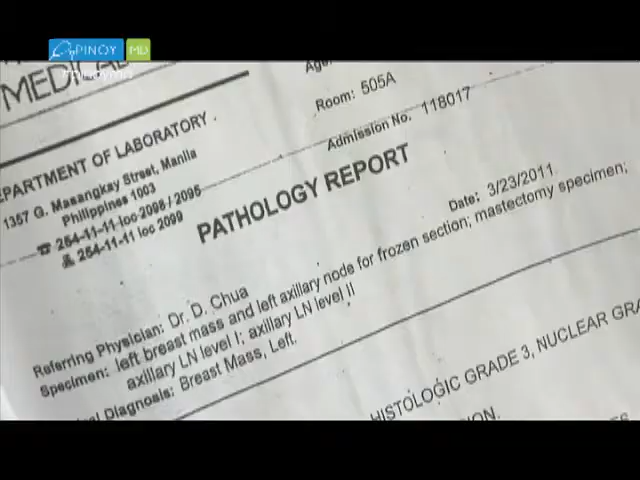 PINOY MD
MEDICAL
#pinoymd
Room: 505A
Admission No. 118017
DEPARTMENT OF LABORATORY
1357 G. Masangkay Street, Manila
Philippines 1003
254-11-11-loc-2098 / 2095
& 254-11-11 loc 2099
PATHOLOGY REPORT
Date: 3/23/2011
Referring Physician: Dr. D. Chua
Specimen: left breast mass and left axillary node for frozen section; mastectomy specimen;
axillary LN level I; axillary LN level II
Diagnosis: Breast Mass, Left.
HISTOLOGIC GRADE 3, NUCLEAR GRA